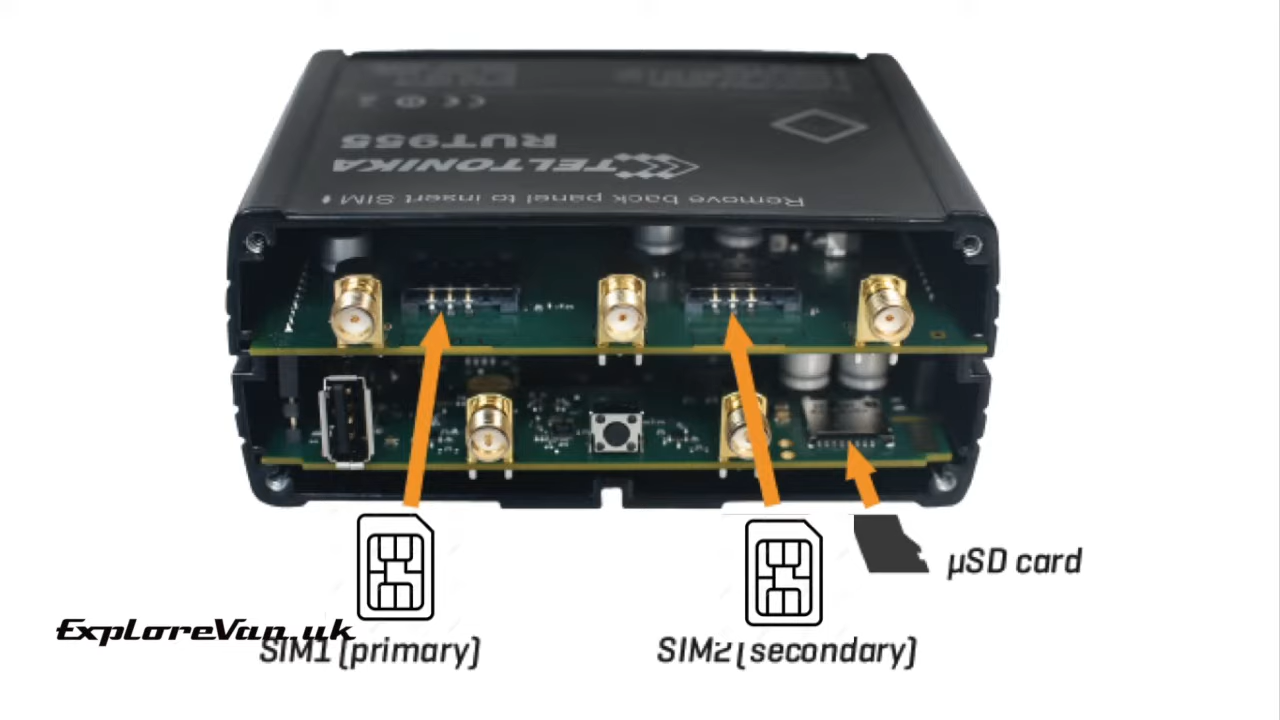 RUT955
TELTONIKA
Remove back panel to insert SIM
µSD card
ExploreVan.uk
SIM1 (primary)
SIM2 (secondary)